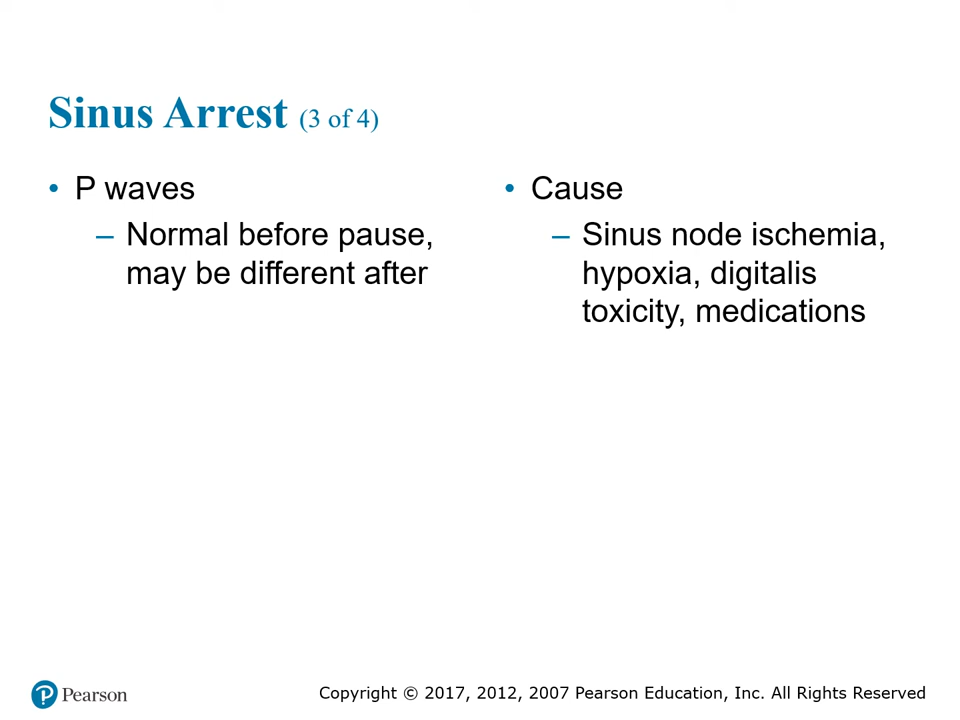 Sinus Arrest (3 of 4)
• P waves
– Normal before pause,
may be different after
• Cause
– Sinus node ischemia,
hypoxia, digitalis
toxicity, medications
P Pearson
Copyright © 2017, 2012, 2007 Pearson Education, Inc. All Rights Reserved